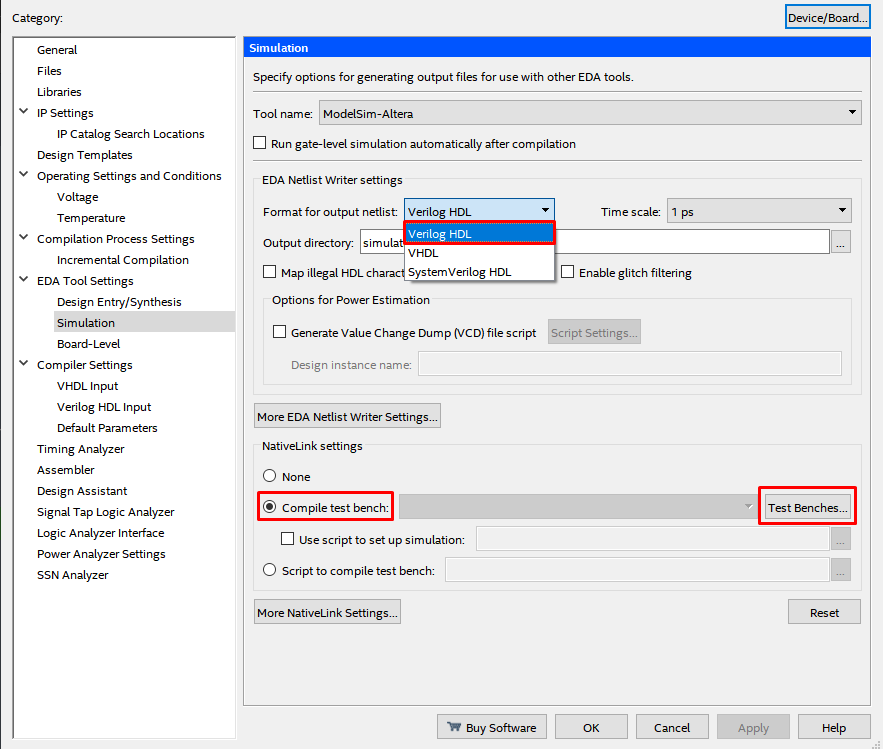 Category:
Device/Board...
General
Files
Libraries
IP Settings
IP Catalog Search Locations
Design Templates
Operating Settings and Conditions
Voltage
Temperature
Compilation Process Settings
Incremental Compilation
EDA Tool Settings
Design Entry/Synthesis
Simulation
Board-Level
Compiler Settings
VHDL Input
Verilog HDL Input
Default Parameters
Timing Analyzer
Assembler
Design Assistant
Signal Tap Logic Analyzer
Logic Analyzer Interface
Power Analyzer Settings
SSN Analyzer
Simulation
Specify options for generating output files for use with other EDA tools.
Tool name: ModelSim-Altera
Run gate-level simulation automatically after compilation
EDA Netlist Writer settings
Format for output netlist: Verilog HDL Time scale: 1 ps
Verilog HDL
Output directory: simulat ...
VHDL
Map illegal HDL charact SystemVerilog HDL Enable glitch filtering
Options for Power Estimation
Generate Value Change Dump (VCD) file script Script Settings...
Design instance name:
More EDA Netlist Writer Settings...
NativeLink settings
None
Compile test bench: Test Benches...
Use script to set up simulation: ...
Script to compile test bench: ...
More NativeLink Settings... Reset
Buy Software OK Cancel Apply Help